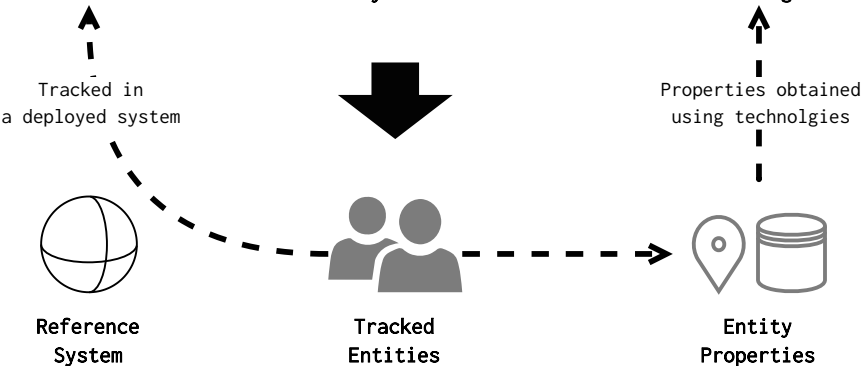 Tracked in
a deployed system
Properties obtained
using technolgies
Reference
System
Tracked
Entities
Entity
Properties